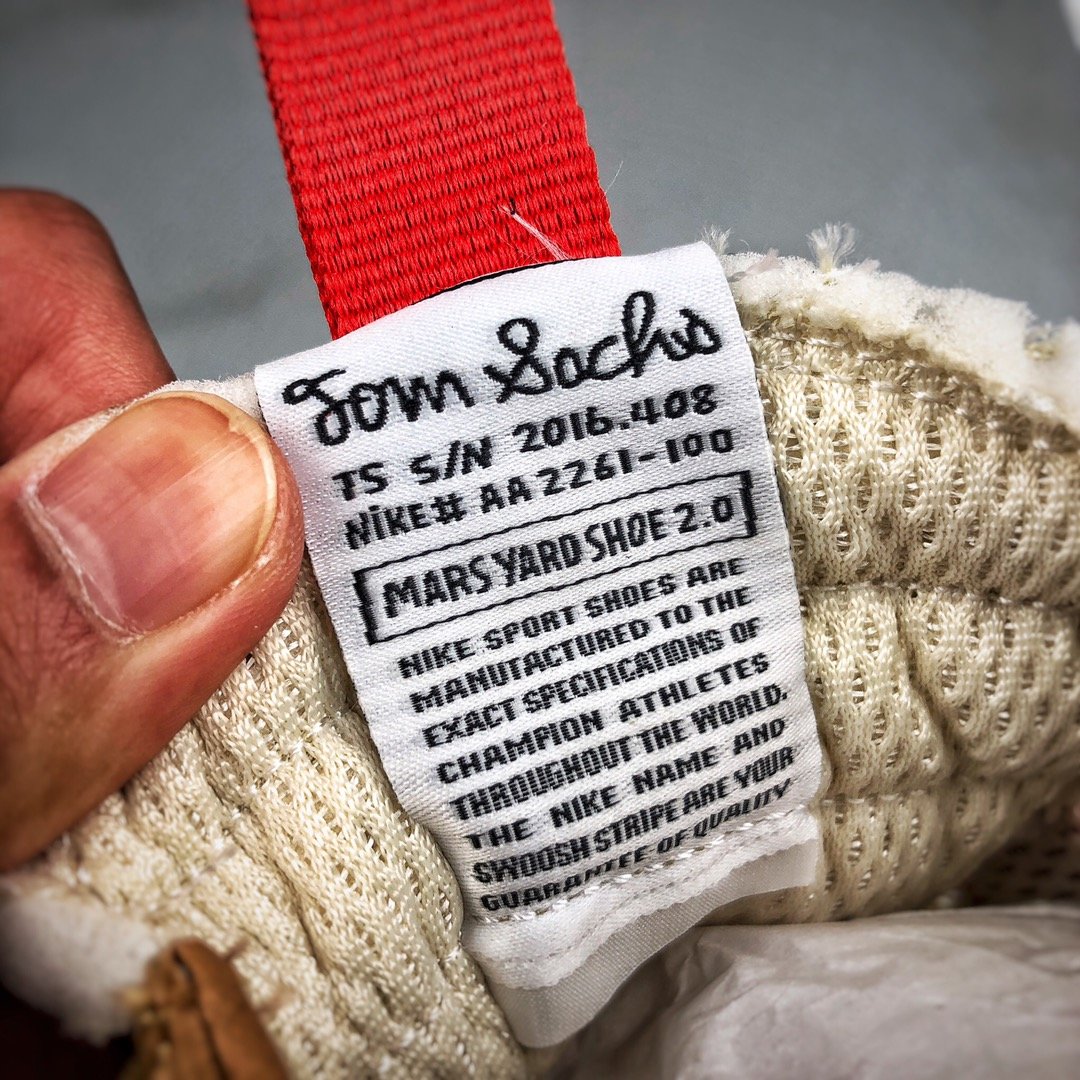 Tom Sachs
TS S/N 2016.408
NIKE# AA2261-100
MARS YARD SHOE 2.0
NIKE SPORT SHOES ARE
MANUFACTURED TO THE
EXACT SPECIFICATIONS OF
CHAMPION ATHLETES
THROUGHOUT THE WORLD.
THE NIKE NAME AND
SWOOSH STRIPE ARE YOUR
GUARANTEE OF QUALITY